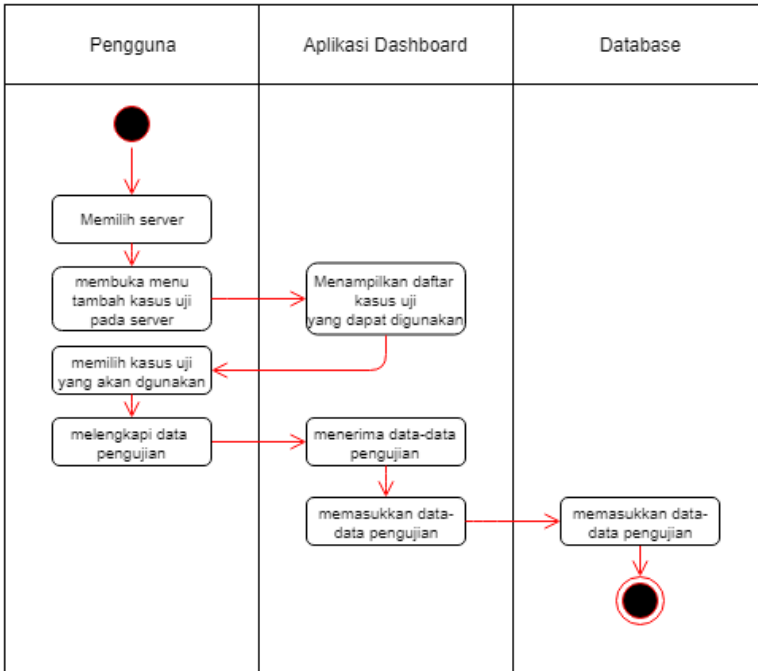 Pengguna
Aplikasi Dashboard
Database
Memilih server
membuka menu
tambah kasus uji
pada server
Menampilkan daftar
kasus uji
yang dapat digunakan
memilih kasus uji
yang akan dgunakan
melengkapi data
pengujian
menerima data-data
pengujian
memasukkan data-
data pengujian
memasukkan data-
data pengujian